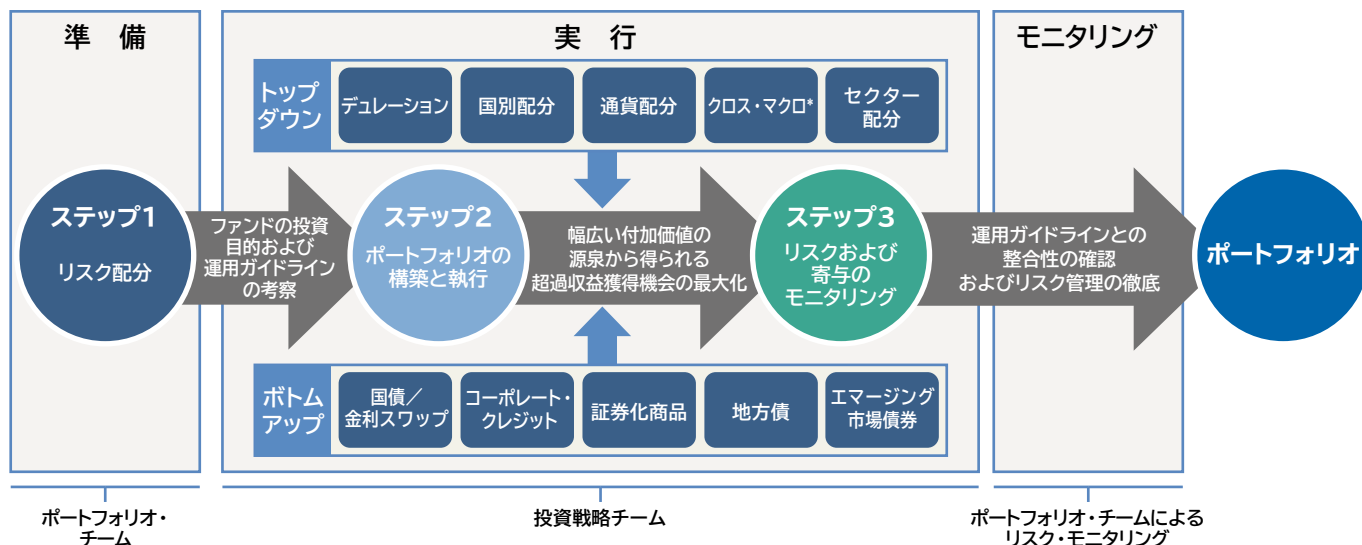 準 備
実 行
モニタリング
トップ
ダウン
デュレーション
国別配分
通貨配分
クロス・マクロ*
セクター
配分
ステップ1
リスク配分
ファンドの投資
目的および
運用ガイドライン
の考察
ステップ2
ポートフォリオの
構築と執行
幅広い付加価値の
源泉から得られる
超過収益獲得機会の最大化
ステップ3
リスクおよび
寄与の
モニタリング
運用ガイドラインとの
整合性の確認
およびリスク管理の徹底
ポートフォリオ
ボトム
アップ
国債／
金利スワップ
コーポレート・
クレジット
証券化商品
地方債
エマージング
市場債券
ポートフォリオ・
チーム
投資戦略チーム
ポートフォリオ・チームによる
リスク・モニタリング